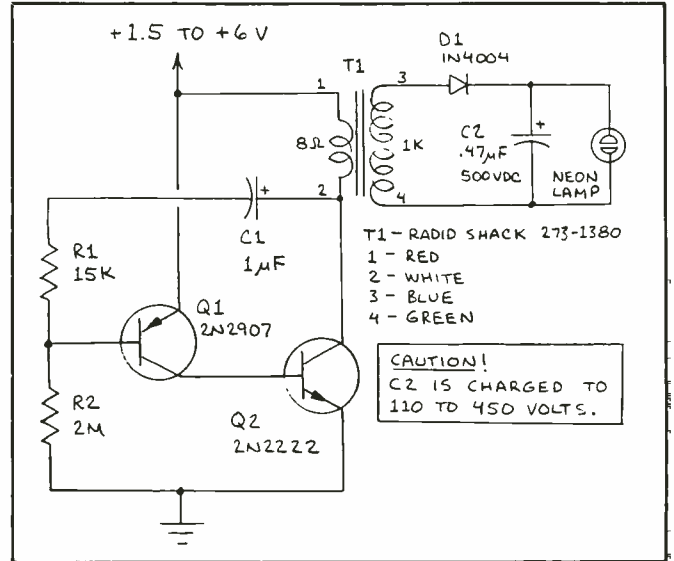 +1.5 TO +6 V
D1
1N4004
T1
1
3
8Ω
1K
C2
.47µF
500VDC
+
NEON
LAMP
2
4
+
C1
1µF
R1
15K
T1 - RADIO SHACK 273-1380
1 - RED
2 - WHITE
3 - BLUE
4 - GREEN
Q1
2N2907
CAUTION!
C2 IS CHARGED TO
110 TO 450 VOLTS.
R2
2M
Q2
2N2222